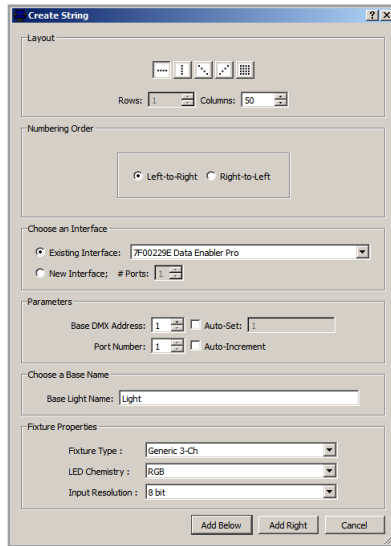 Create String
Layout
Rows: 1 Columns: 50
Numbering Order
Left-to-Right Right-to-Left
Choose an Interface
Existing Interface: 7F00229E Data Enabler Pro
New Interface; # Ports: 1
Parameters
Base DMX Address: 1 Auto-Set: 1
Port Number: 1 Auto-Increment
Choose a Base Name
Base Light Name: Light
Fixture Properties
Fixture Type : Generic 3-Ch
LED Chemistry : RGB
Input Resolution : 8 bit
Add Below Add Right Cancel